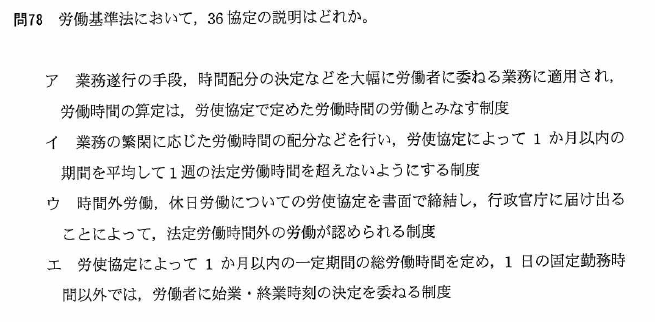 問78 労働基準法において，36協定の説明はどれか。
ア 業務遂行の手段，時間配分の決定などを大幅に労働者に委ねる業務に適用され，
労働時間の算定は，労使協定で定めた労働時間の労働とみなす制度
イ 業務の繁閑に応じた労働時間の配分などを行い，労使協定によって1か月以内の
期間を平均して1週の法定労働時間を超えないようにする制度
ウ 時間外労働，休日労働についての労使協定を書面で締結し，行政官庁に届け出る
ことによって，法定労働時間外の労働が認められる制度
エ 労使協定によって1か月以内の一定期間の総労働時間を定め，1日の固定勤務時
間以外では，労働者に始業・終業時刻の決定を委ねる制度